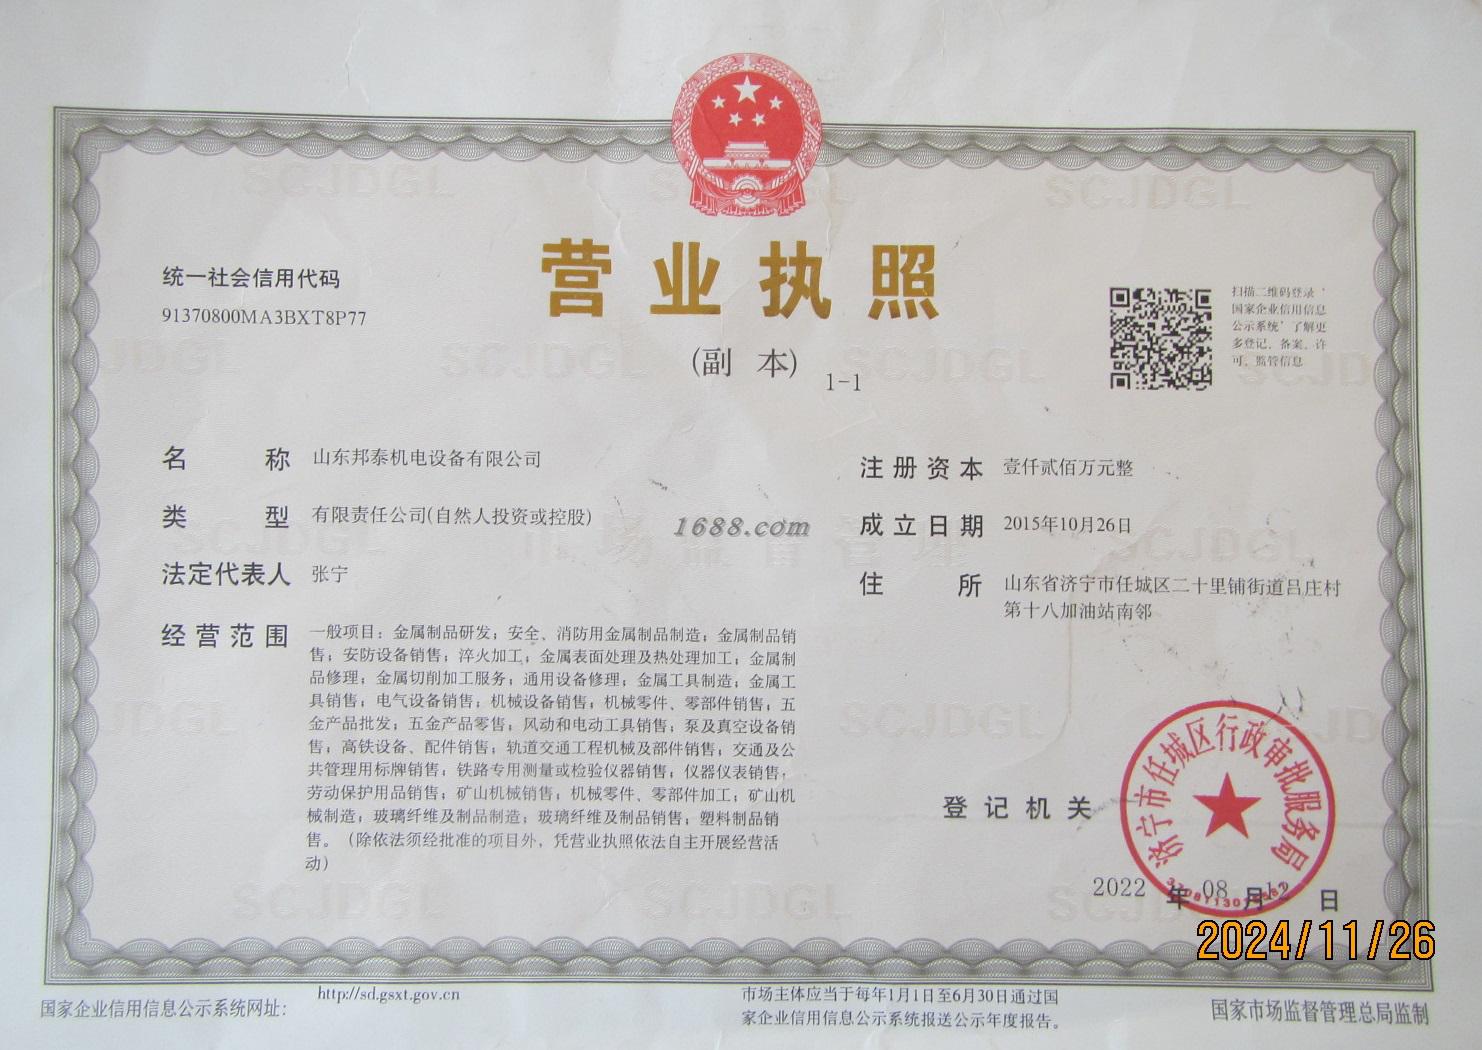 营业执照
(副 本)
1-1
统一社会信用代码
91370800MA3BXT8P77
扫描二维码登录'
国家企业信用信息
公示系统'了解更
多登记、备案、许
可、监管信息
名 称 山东邦泰机电设备有限公司
类 型 有限责任公司(自然人投资或控股)
法定代表人 张宁
经营范围 一般项目：金属制品研发；安全、消防用金属制品制造；金属制品销
售；安防设备销售；淬火加工；金属表面处理及热处理加工；金属制
品修理；金属切削加工服务；通用设备修理；金属工具制造；金属工
具销售；电气设备销售；机械设备销售；机械零件、零部件销售；五
金产品批发；五金产品零售；风动和电动工具销售；泵及真空设备销
售；高铁设备、配件销售；轨道交通工程机械及部件销售；交通及公
共管理用标牌销售；铁路专用测量或检验仪器销售；仪器仪表销售；
劳动保护用品销售；矿山机械销售；机械零件、零部件加工；矿山机
械制造；玻璃纤维及制品制造；玻璃纤维及制品销售；塑料制品销
售。（除依法须经批准的项目外，凭营业执照依法自主开展经营活
动）
注册资本 壹仟贰佰万元整
成立日期 2015年10月26日
住 所 山东省济宁市任城区二十里铺街道吕庄村
第十八加油站南邻
1688.com
登记机关
济宁市任城区行政审批服务局
2022 年 08 月 12 日
2024/11/26
国家企业信用信息公示系统网址：
http://sd.gsxt.gov.cn
市场主体应当于每年1月1日至6月30日通过国
家企业信用信息公示系统报送公示年度报告。
国家市场监督管理总局监制
SCJDGL
市场监督管理